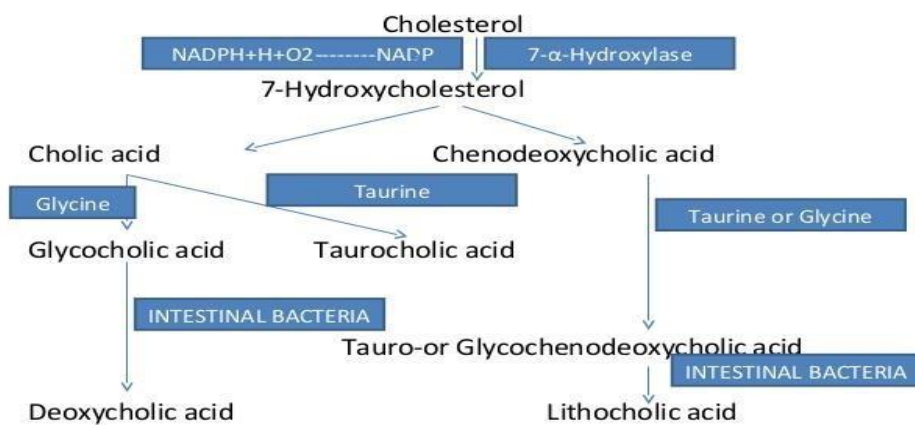 Cholesterol
NADPH+H+O2--------NADP
7-α-Hydroxylase
7-Hydroxycholesterol
Cholic acid
Chenodeoxycholic acid
Taurine
Glycine
Taurine or Glycine
Glycocholic acid
Taurocholic acid
INTESTINAL BACTERIA
Tauro-or Glycochenodeoxycholic acid
INTESTINAL BACTERIA
Deoxycholic acid
Lithocholic acid